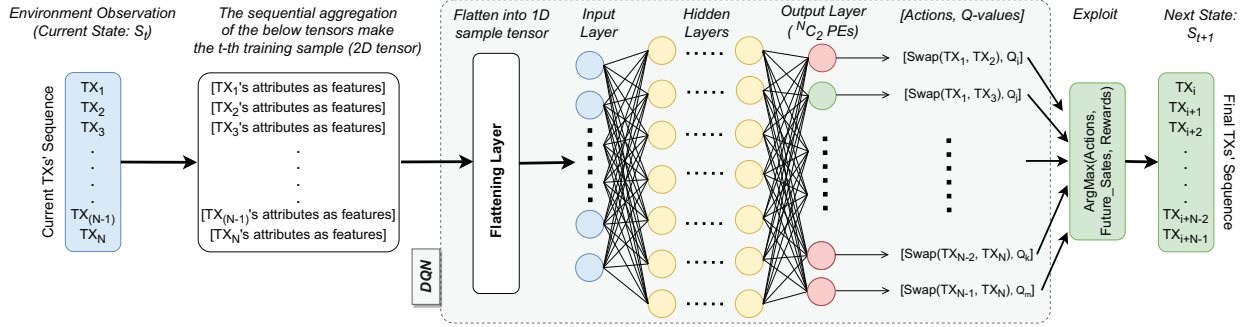 Environment Observation
(Current State: St)
The sequential aggregation
of the below tensors make
the t-th training sample (2D tensor)
Flatten into 1D
sample tensor
Input
Layer
Hidden
Layers
Output Layer
( NC2 PEs)
[Actions, Q-values]
Exploit
Next State:
St+1
Current TXs' Sequence
TX1
TX2
TX3
.
.
.
.
TX(N-1)
TXN
[TX1's attributes as features]
[TX2's attributes as features]
[TX3's attributes as features]
.
.
.
.
[TX(N-1)'s attributes as features]
[TXN's attributes as features]
DQN
Flattening Layer
[Swap(TX1, TX2), Qi]
[Swap(TX1, TX3), Qj]
[Swap(TXN-2, TXN), Qk]
[Swap(TXN-1, TXN), Qm]
ArgMax(Actions,
Future_Sates, Rewards)
TXi
TXi+1
TXi+2
.
.
.
.
TXi+N-2
TXi+N-1
Final TXs' Sequence